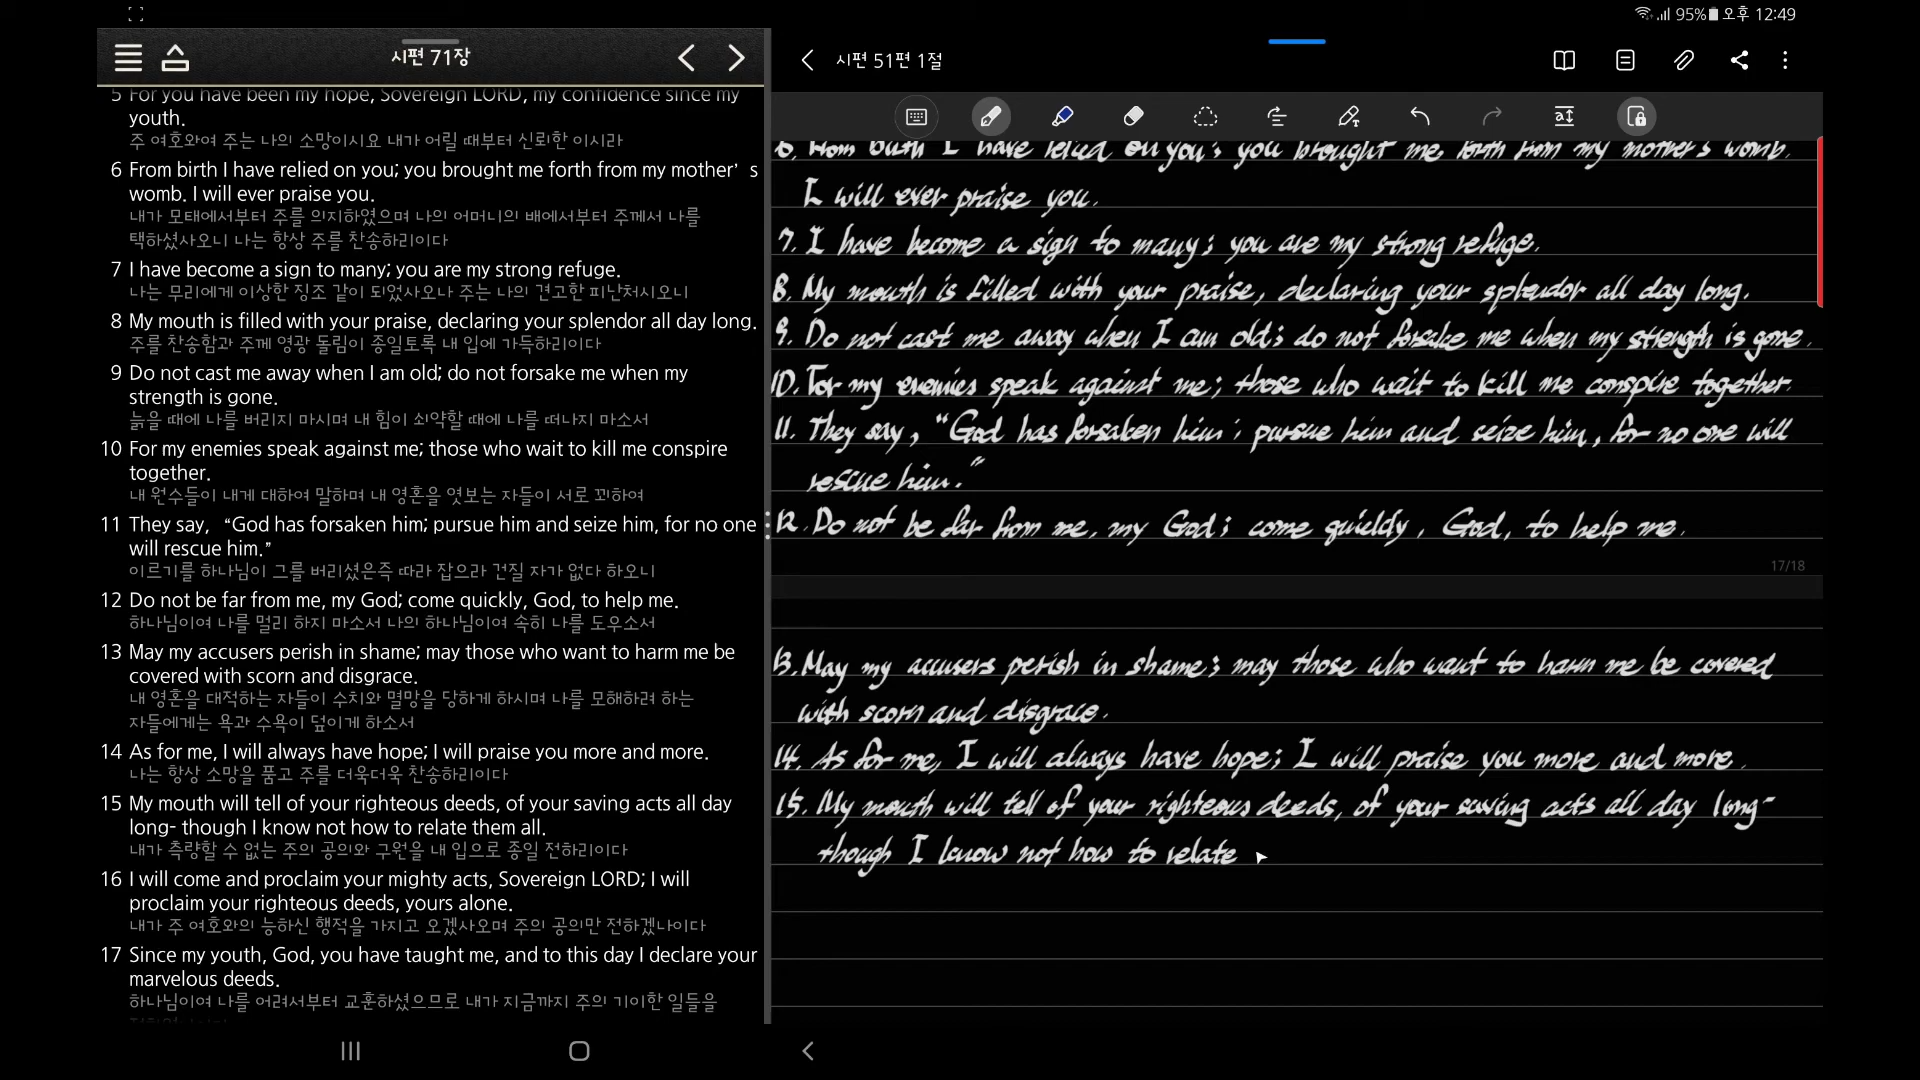 95% 오후 12:49
시편 71장
5 For you have been my hope, Sovereign LORD, my confidence since my
youth.
주 여호와여 주는 나의 소망이시요 내가 어릴 때부터 신뢰한 이시라
6 From birth I have relied on you; you brought me forth from my mother’s
womb. I will ever praise you.
내가 모태에서부터 주를 의지하였으며 나의 어머니의 배에서부터 주께서 나를
택하셨사오니 나는 항상 주를 찬송하리이다
7 I have become a sign to many; you are my strong refuge.
나는 무리에게 이상한 징조 같이 되었사오나 주는 나의 견고한 피난처시오니
8 My mouth is filled with your praise, declaring your splendor all day long.
주를 찬송함과 주께 영광 돌림이 종일토록 내 입에 가득하리이다
9 Do not cast me away when I am old; do not forsake me when my
strength is gone.
늙을 때에 나를 버리지 마시며 내 힘이 쇠약할 때에 나를 떠나지 마소서
10 For my enemies speak against me; those who wait to kill me conspire
together.
내 원수들이 내게 대하여 말하며 내 영혼을 엿보는 자들이 서로 꾀하여
11 They say, “God has forsaken him; pursue him and seize him, for no one
will rescue him.”
이르기를 하나님이 그를 버리셨은즉 따라 잡으라 건질 자가 없다 하오니
12 Do not be far from me, my God; come quickly, God, to help me.
하나님이여 나를 멀리 하지 마소서 나의 하나님이여 속히 나를 도우소서
13 May my accusers perish in shame; may those who want to harm me be
covered with scorn and disgrace.
내 영혼을 대적하는 자들이 수치와 멸망을 당하게 하시며 나를 모해하려 하는
자들에게는 욕과 수욕이 덮이게 하소서
14 As for me, I will always have hope; I will praise you more and more.
나는 항상 소망을 품고 주를 더욱더욱 찬송하리이다
15 My mouth will tell of your righteous deeds, of your saving acts all day
long- though I know not how to relate them all.
내가 측량할 수 없는 주의 공의와 구원을 내 입으로 종일 전하리이다
16 I will come and proclaim your mighty acts, Sovereign LORD; I will
proclaim your righteous deeds, yours alone.
내가 주 여호와의 능하신 행적을 가지고 오겠사오며 주의 공의만 전하겠나이다
17 Since my youth, God, you have taught me, and to this day I declare your
marvelous deeds.
하나님이여 나를 어려서부터 교훈하셨으므로 내가 지금까지 주의 기이한 일들을
시편 51편 1절
6. From birth I have relied on you; you brought me forth from my mother's womb.
I will ever praise you.
7. I have become a sign to many; you are my strong refuge.
8. My mouth is filled with your praise, declaring your splendor all day long.
9. Do not cast me away when I am old; do not forsake me when my strength is gone.
10. For my enemies speak against me; those who wait to kill me conspire together
11. They say, "God has forsaken him; pursue him and seize him, for no one will
rescue him."
12. Do not be far from me, my God; come quickly, God, to help me.
17/18
13. May my accusers perish in shame; may those who want to harm me be covered
with scorn and disgrace.
14. As for me, I will always have hope; I will praise you more and more.
15. My mouth will tell of your righteous deeds, of your saving acts all day long-
though I know not how to relate